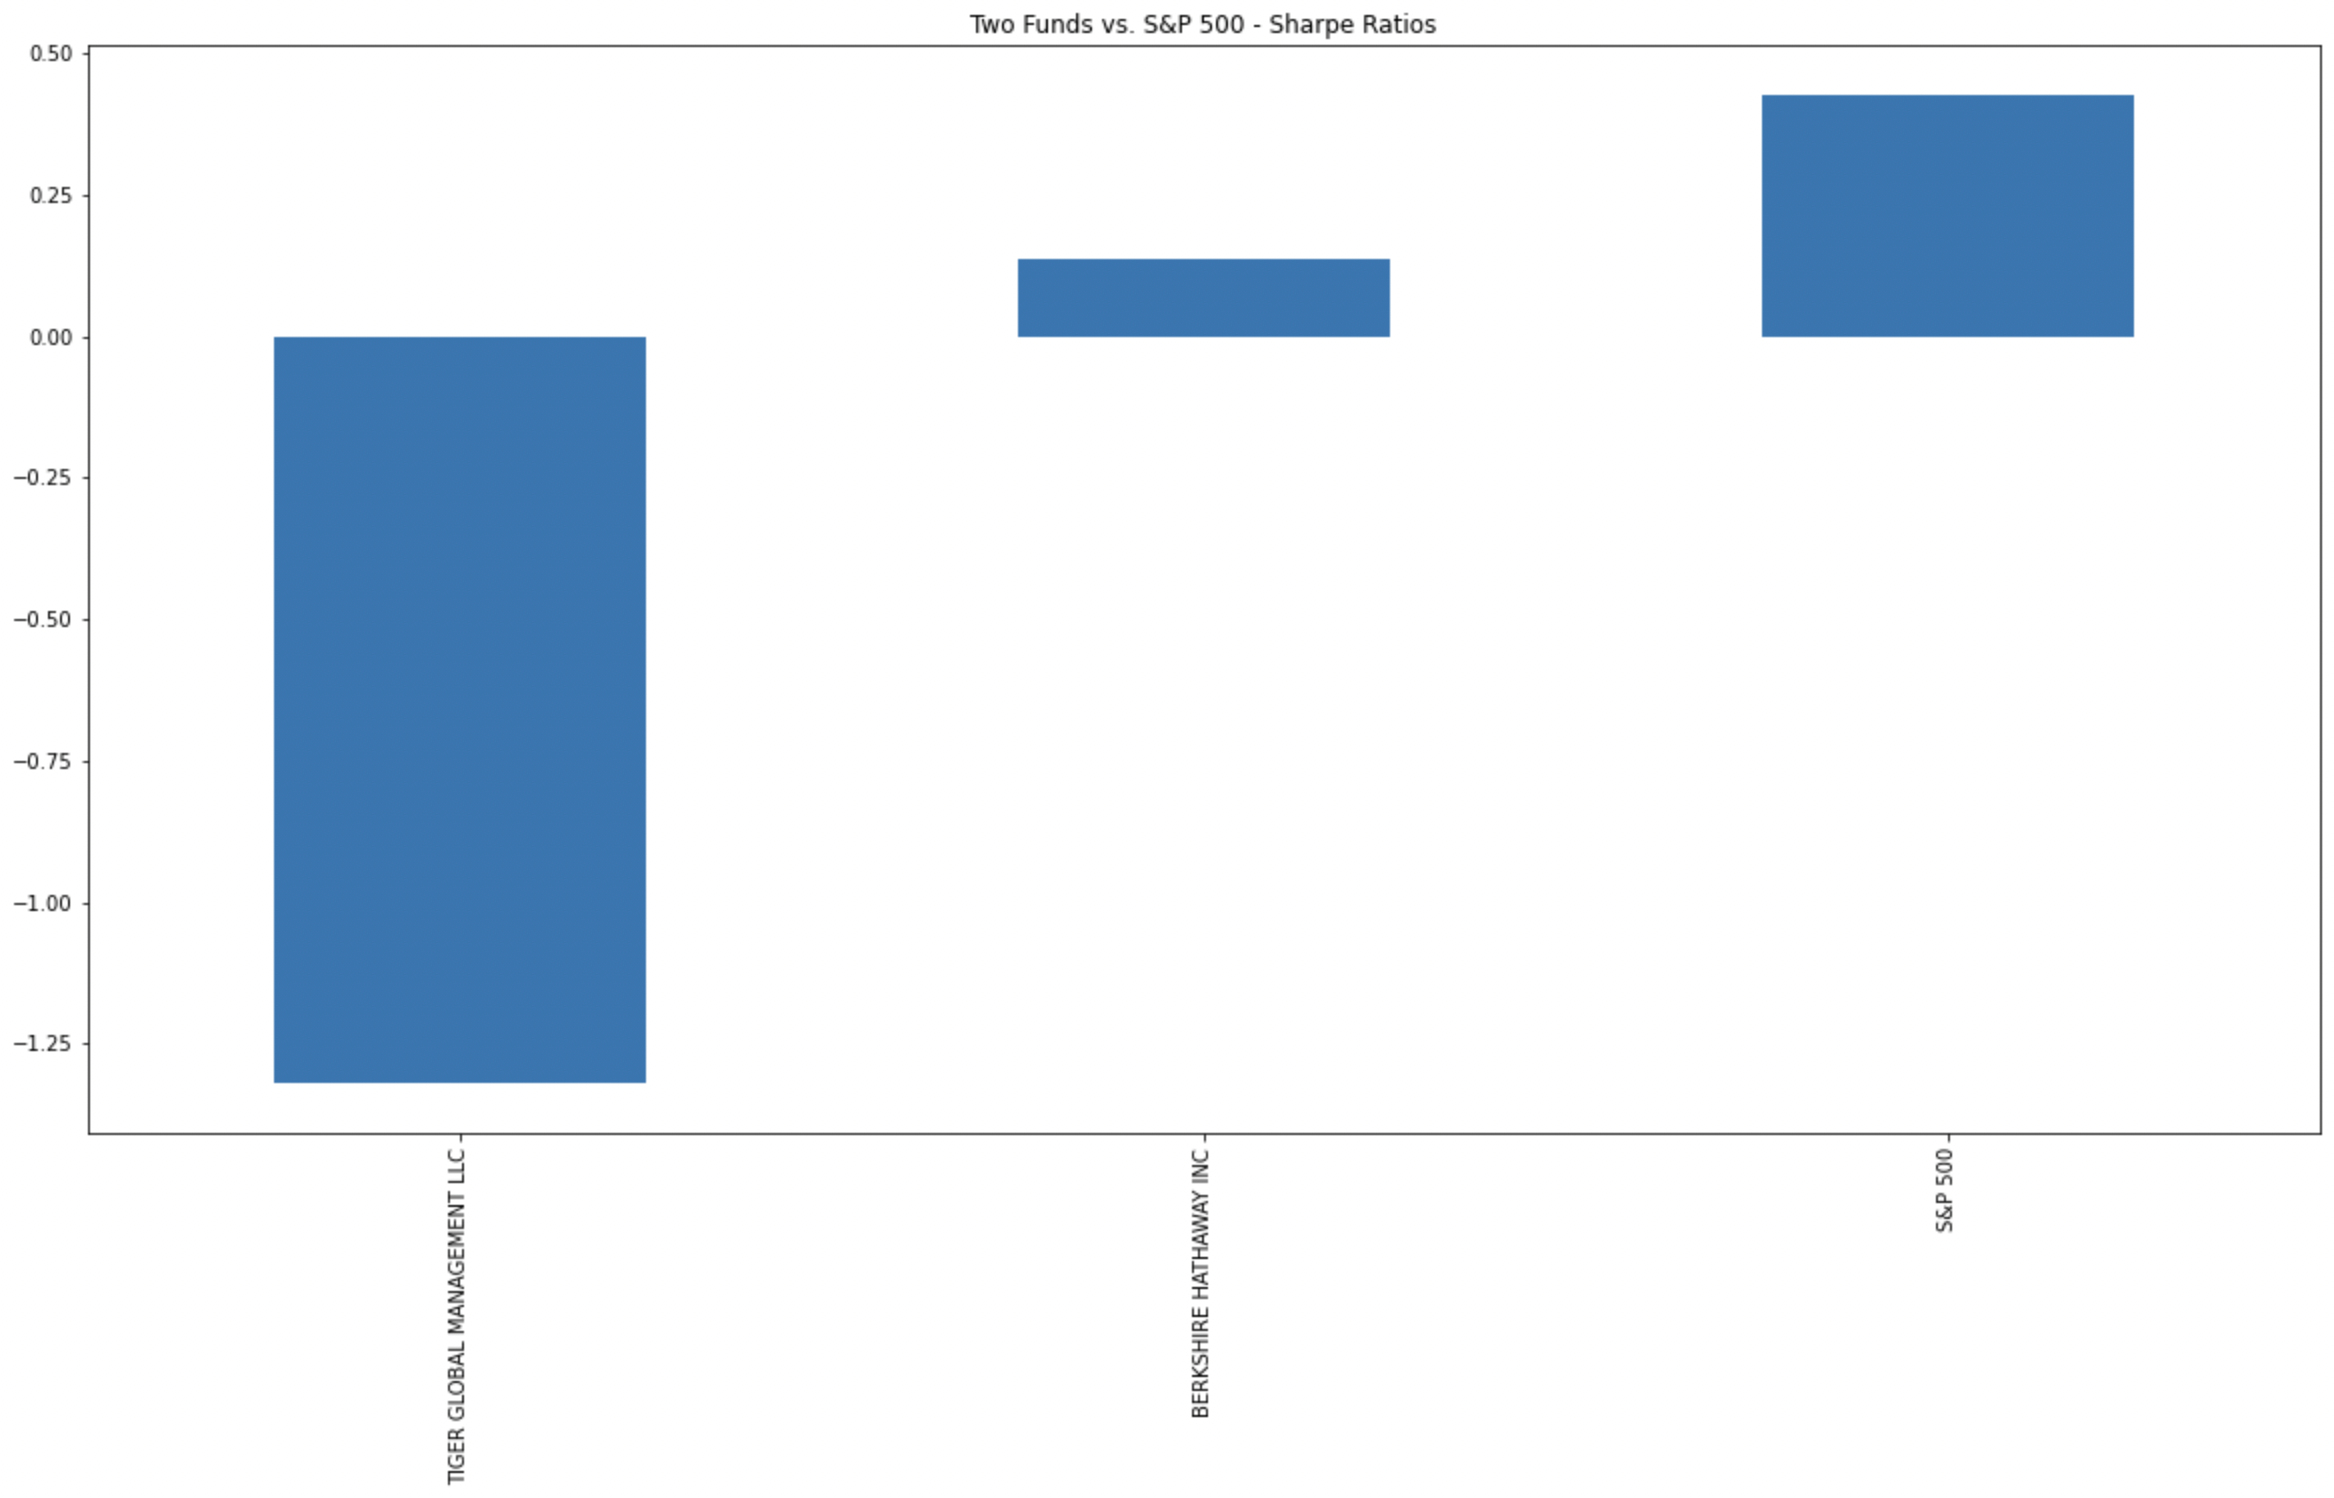 Two Funds vs. S&P 500 - Sharpe Ratios
0.50
0.25
0.00
−0.25
−0.50
−0.75
−1.00
−1.25
TIGER GLOBAL MANAGEMENT LLC
BERKSHIRE HATHAWAY INC
S&P 500